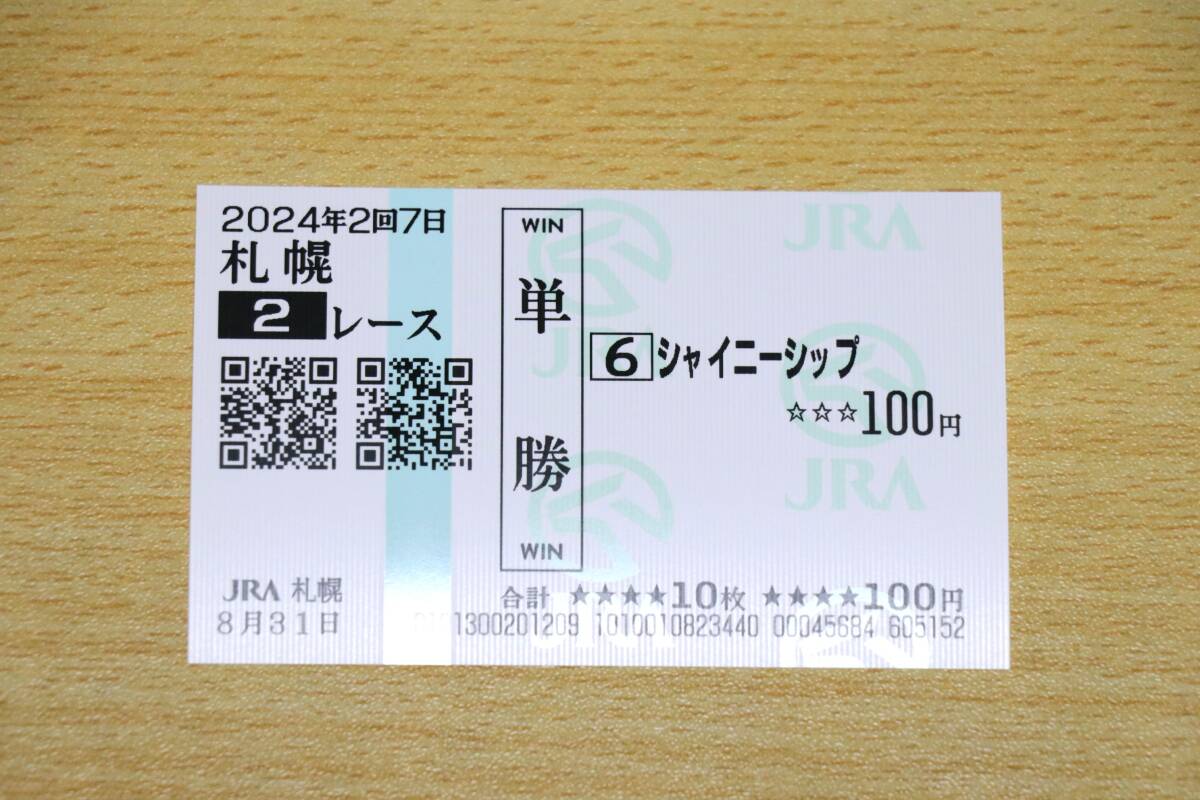 2024年2回7日
札幌
2レース
WIN
単勝
WIN
6 シャイニーシップ
☆☆☆100円
JRA
JRA
JRA 札幌
8月31日
合計 ★★★★10枚 ★★★★100円
1300201209 1010010823440 00045684 605152